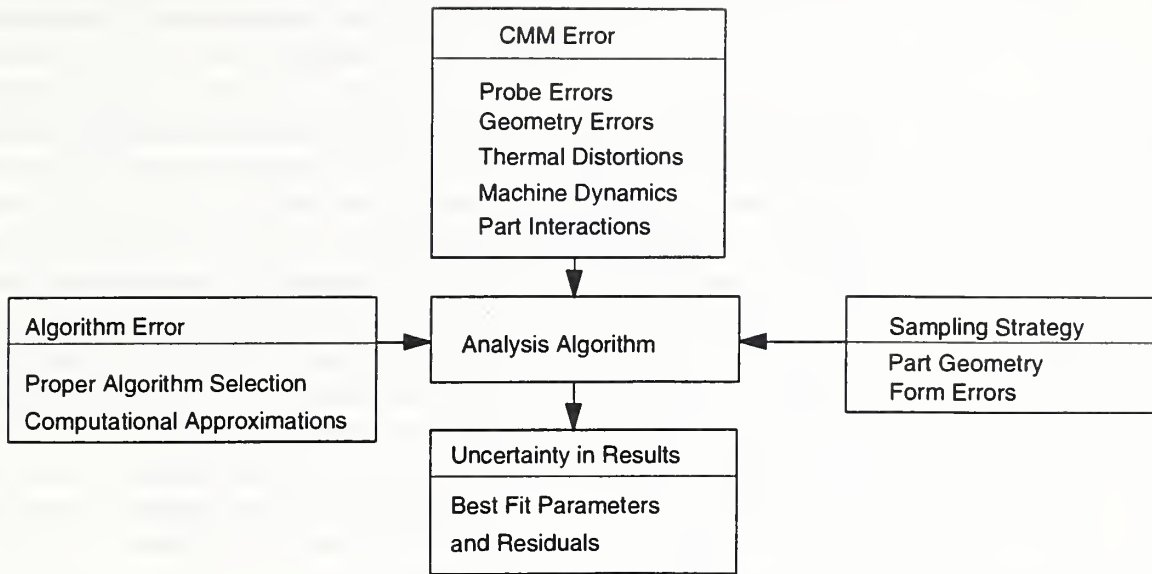 CMM Error
Probe Errors
Geometry Errors
Thermal Distortions
Machine Dynamics
Part Interactions
Algorithm Error
Proper Algorithm Selection
Computational Approximations
Analysis Algorithm
Sampling Strategy
Part Geometry
Form Errors
Uncertainty in Results
Best Fit Parameters
and Residuals